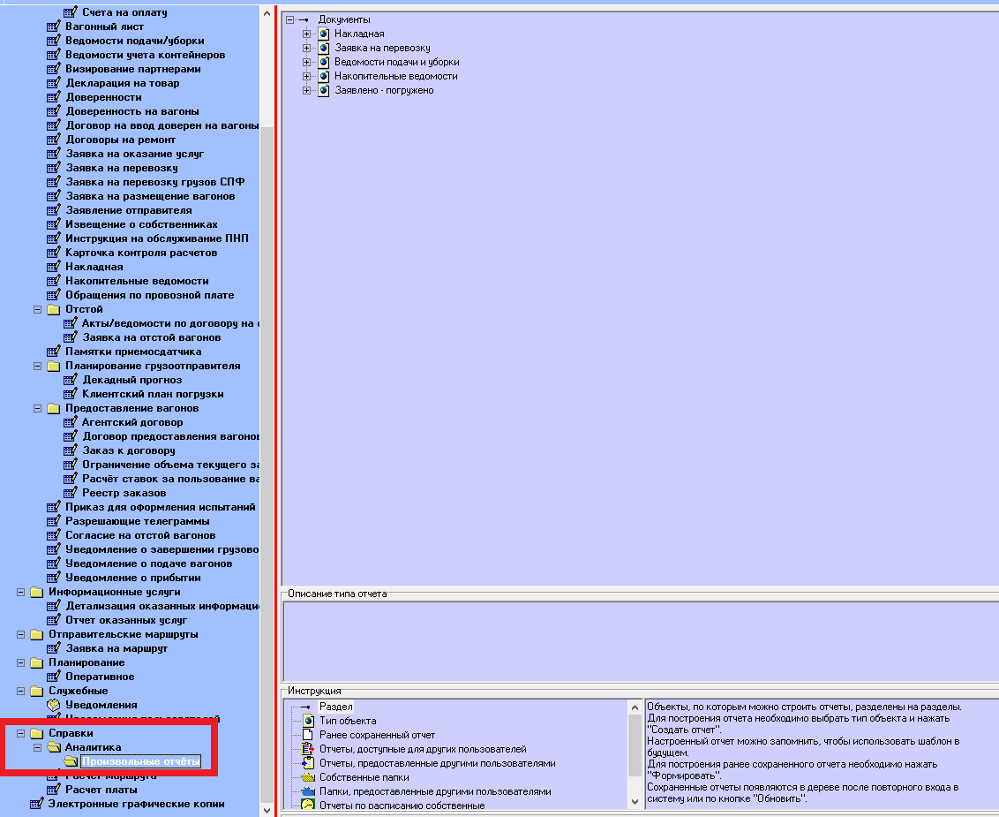 Счета на оплату
Вагонный лист
Ведомости подачи/уборки
Ведомости учета контейнеров
Визирование партнерами
Декларация на товар
Доверенности
Доверенность на вагоны
Договор на ввод доверен на вагоны
Договоры на ремонт
Заявка на оказание услуг
Заявка на перевозку
Заявка на перевозку грузов СПФ
Заявка на размещение вагонов
Заявление отправителя
Извещение о собственниках
Инструкция на обслуживание ПНП
Карточка контроля расчетов
Накладная
Накопительные ведомости
Обращения по провозной плате
Отстой
Акты/ведомости по договору на о
Заявка на отстой вагонов
Памятки приемосдатчика
Планирование грузоотправителя
Декадный прогноз
Клиентский план погрузки
Предоставление вагонов
Агентский договор
Договор предоставления вагонов
Заказ к договору
Ограничение объема текущего за
Расчёт ставок за пользование ва
Реестр заказов
Приказ для оформления испытаний
Разрешающие телеграммы
Согласие на отстой вагонов
Уведомление о завершении грузово
Уведомление о подаче вагонов
Уведомление о прибытии
Информационные услуги
Детализация оказанных информаци
Отчет оказанных услуг
Отправительские маршруты
Заявка на маршрут
Планирование
Оперативное
Служебные
Уведомления
Справки
Аналитика
Произвольные отчёты
Расчет маршрута
Расчет платы
Электронные графические копии
Документы
Накладная
Заявка на перевозку
Ведомости подачи и уборки
Накопительные ведомости
Заявлено - погружено
Описание типа отчета
Инструкция
Раздел
Тип объекта
Ранее сохраненный отчет
Отчеты, доступные для других пользователей
Отчеты, предоставленные другими пользователями
Собственные папки
Папки, предоставленные другими пользователями
Отчеты по расписанию собственные
Объекты, по которым можно строить отчеты, разделены на разделы.
Для построения отчета необходимо выбрать тип объекта и нажать
"Создать отчет".
Настроенный отчет можно запомнить, чтобы использовать шаблон в
будущем.
Для построения ранее сохраненного отчета необходимо нажать
"Формировать".
Сохраненные отчеты появляются в дереве после повторного входа в
систему или по кнопке "Обновить".